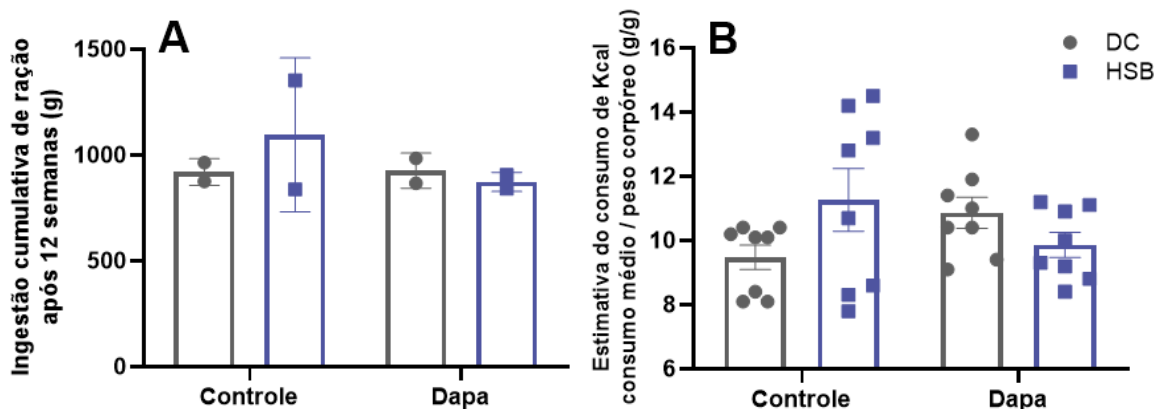 A
Ingestão cumulativa de ração
após 12 semanas (g)
1500
1000
500
0
Controle
Dapa
B
Estimativa do consumo de Kcal
consumo médio / peso corpóreo (g/g)
16
14
12
10
8
6
Controle
Dapa
DC
HSB